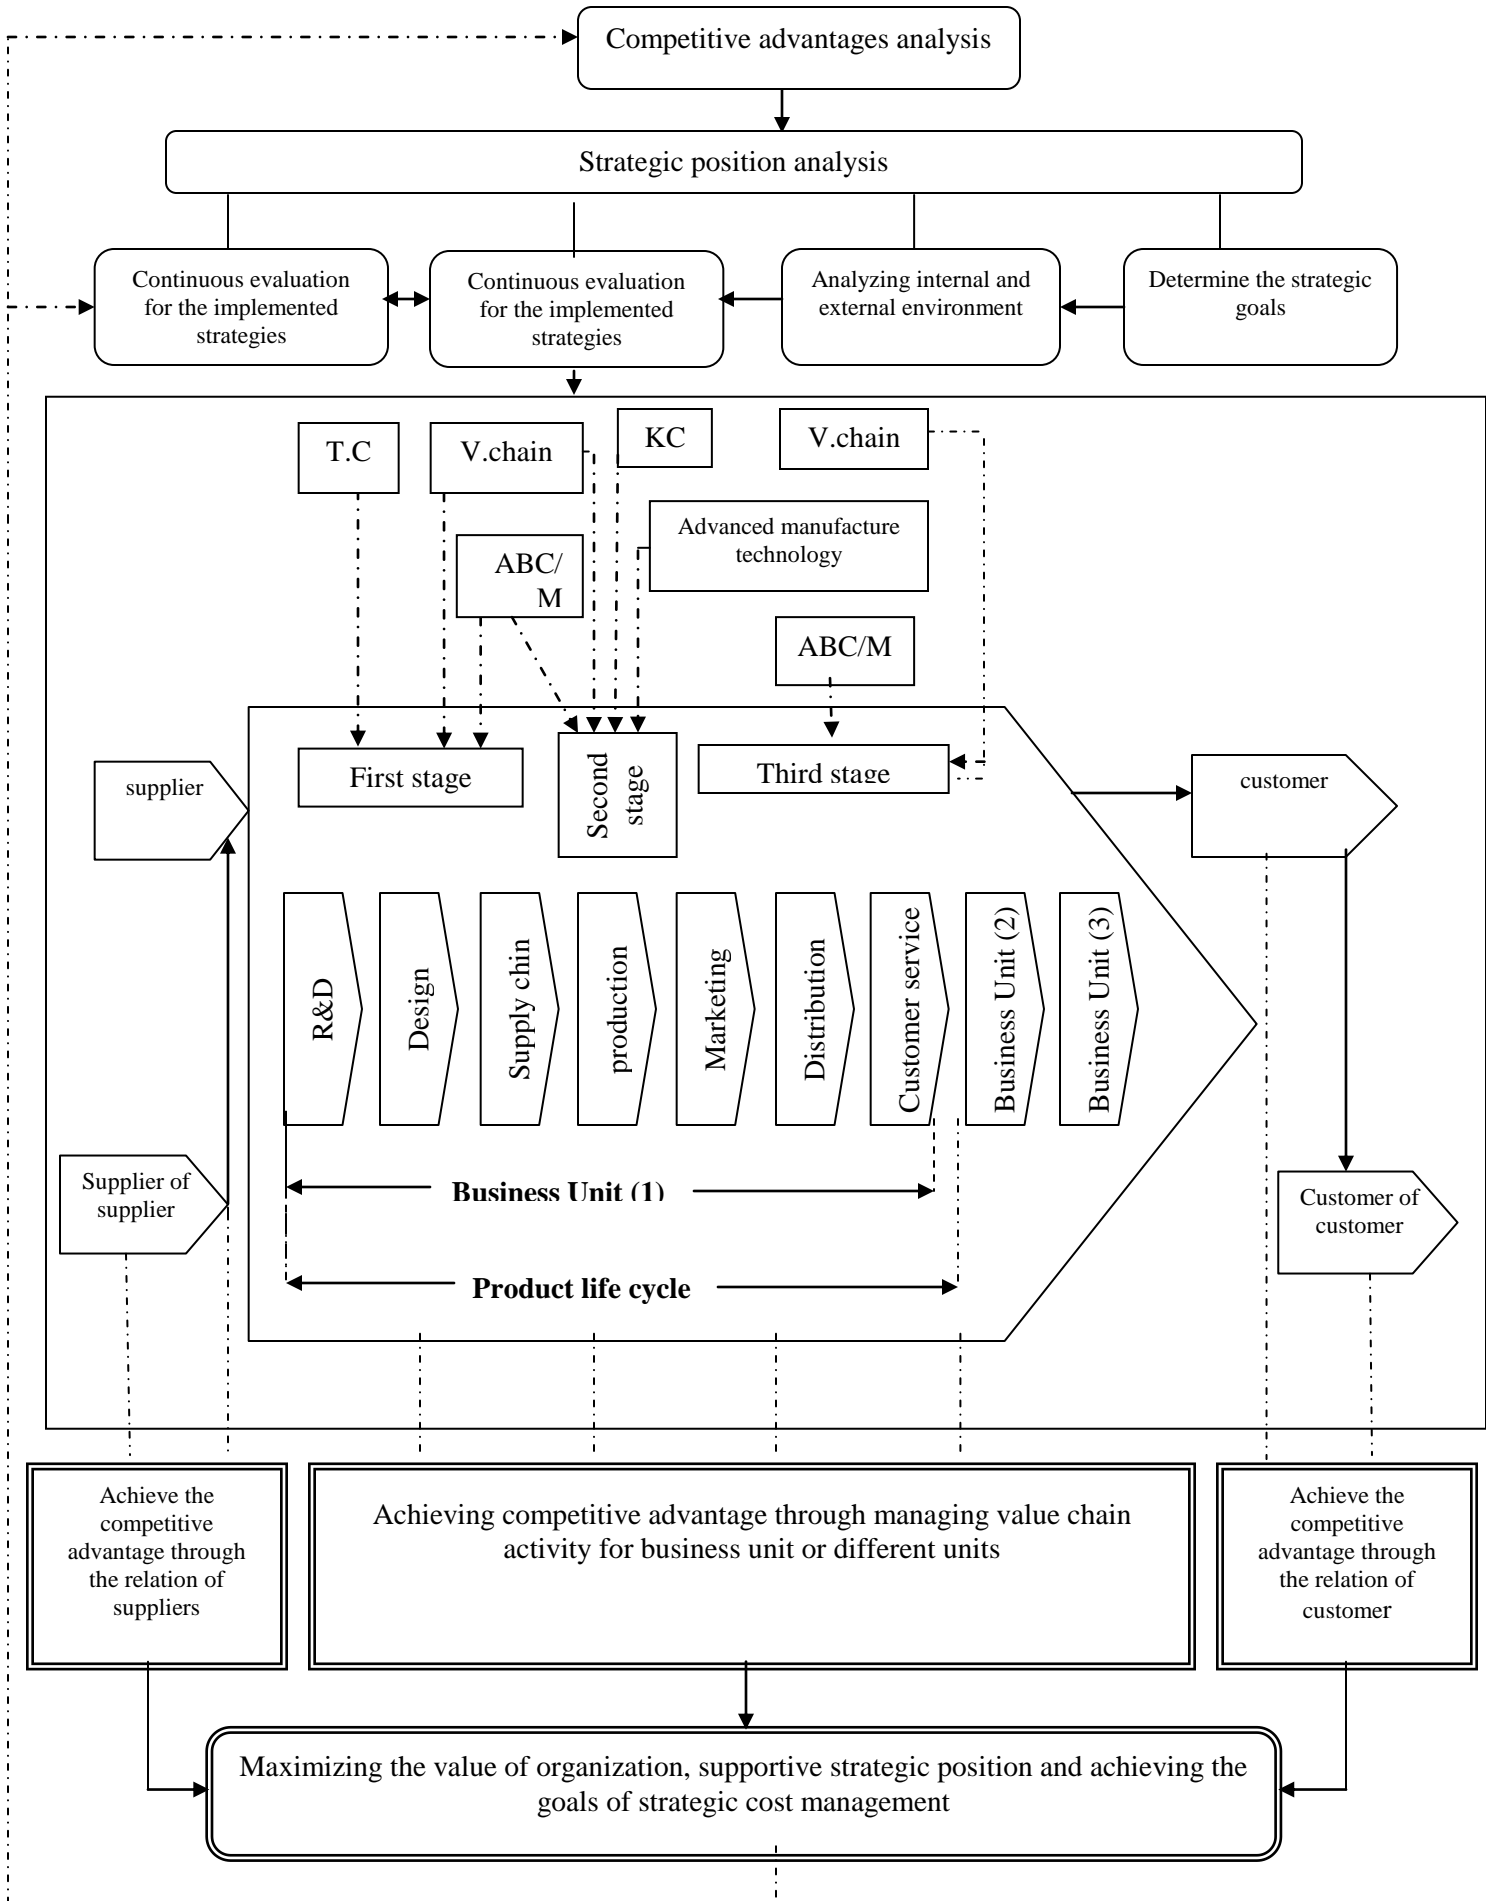 Competitive advantages analysis
Strategic position analysis
Continuous evaluation
for the implemented
strategies
Continuous evaluation
for the implemented
strategies
Analyzing internal and
external environment
Determine the strategic
goals
T.C
V.chain
KC
V.chain
Advanced manufacture
technology
ABC/
M
ABC/M
First stage
Second
stage
Third stage
supplier
customer
R&D
Design
Supply chin
production
Marketing
Distribution
Customer service
Business Unit (2)
Business Unit (3)
Supplier of
supplier
Business Unit (1)
Customer of
customer
Product life cycle
Achieve the
competitive
advantage through
the relation of
suppliers
Achieving competitive advantage through managing value chain
activity for business unit or different units
Achieve the
competitive
advantage through
the relation of
customer
Maximizing the value of organization, supportive strategic position and achieving the
goals of strategic cost management